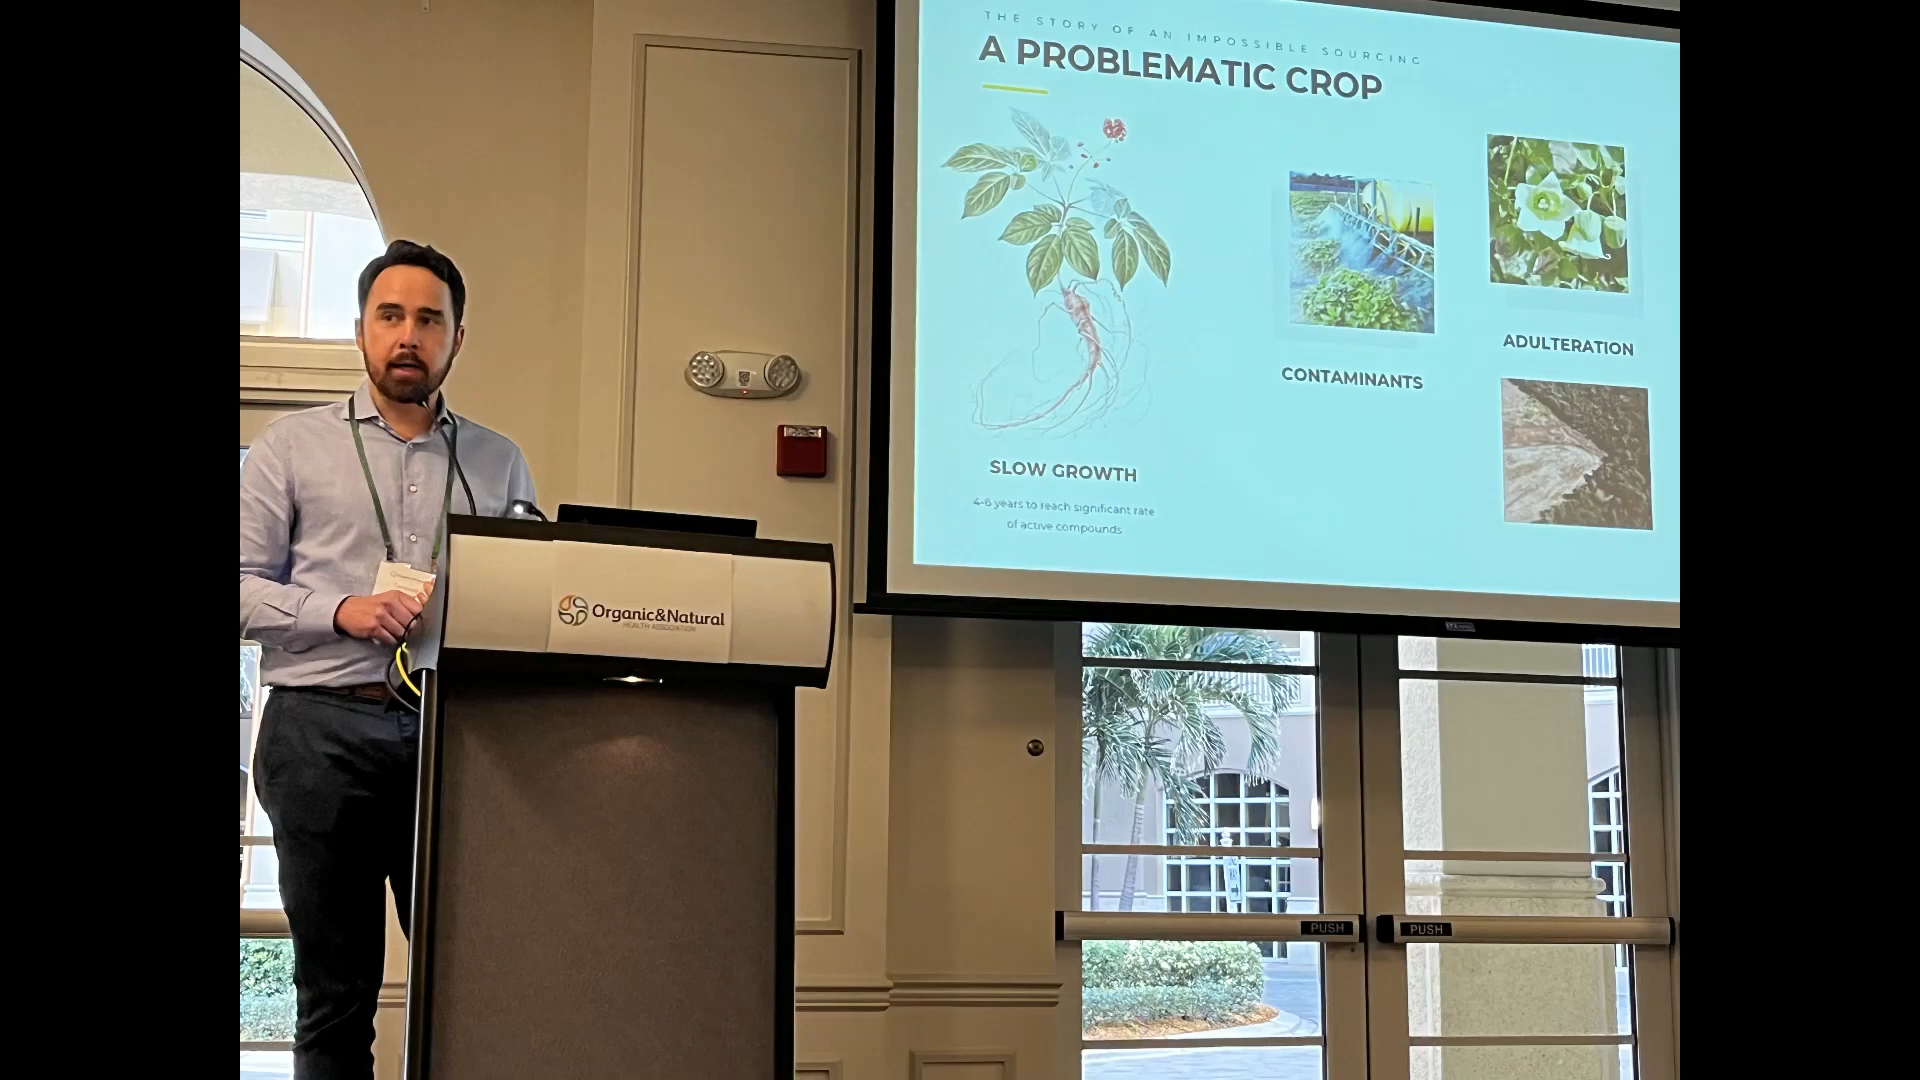 THE STORY OF AN IMPOSSIBLE SOURCING
A PROBLEMATIC CROP
ADULTERATION
CONTAMINANTS
SLOW GROWTH
4-6 years to reach significant rate
of active compounds
Organic&Natural
HEALTH ASSOCIATION
PUSH
PUSH